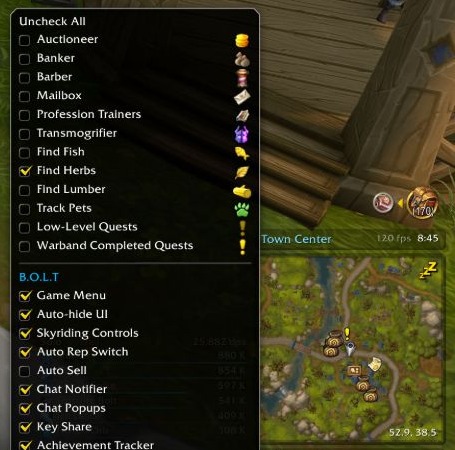 Uncheck All
Auctioneer
Banker
Barber
Mailbox
Profession Trainers
Transmogrifier
Find Fish
Find Herbs
Find Lumber
Track Pets
Low-Level Quests
Warband Completed Quests
(170)
Town Center 120 fps 8:45
B.O.L.T
Game Menu
Auto-hide UI
Skyriding Controls
Auto Rep Switch
Auto Sell
Chat Notifier
Chat Popups
Key Share
Achievement Tracker
zzz
52.9, 38.5